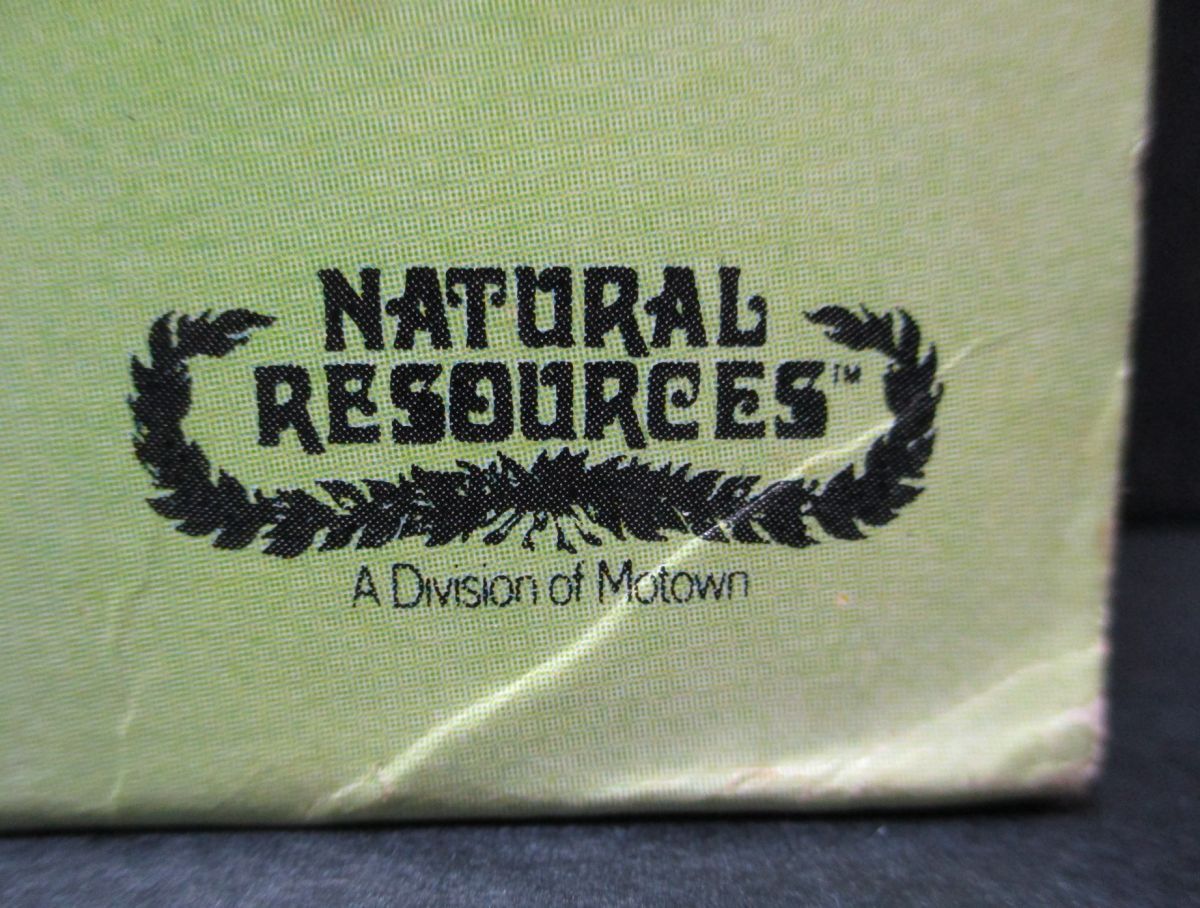 NATURAL
RESOURCES™
A Division of Motown